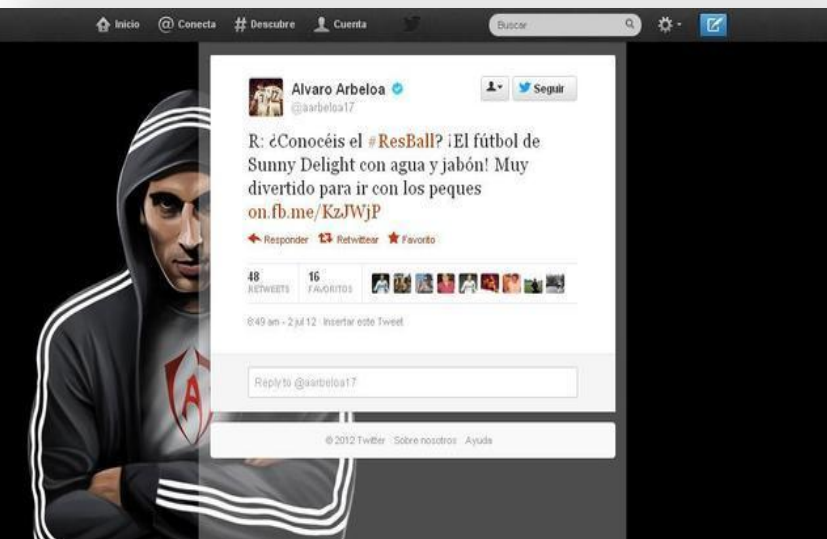 Inicio @ Conecta # Descubre Cuenta Buscar
Alvaro Arbeloa Seguir
@aarbeloa17
R: ¿Conocéis el #ResBall? ¡El fútbol de
Sunny Delight con agua y jabón! Muy
divertido para ir con los peques
on.fb.me/KzJWjP
Responder Retwittear Favorito
48 16
RETWEETS FAVORITOS
8:49 am - 2 jul 12 · Insertar este Tweet
Reply to @aarbeloa17
© 2012 Twitter Sobre nosotros Ayuda
A